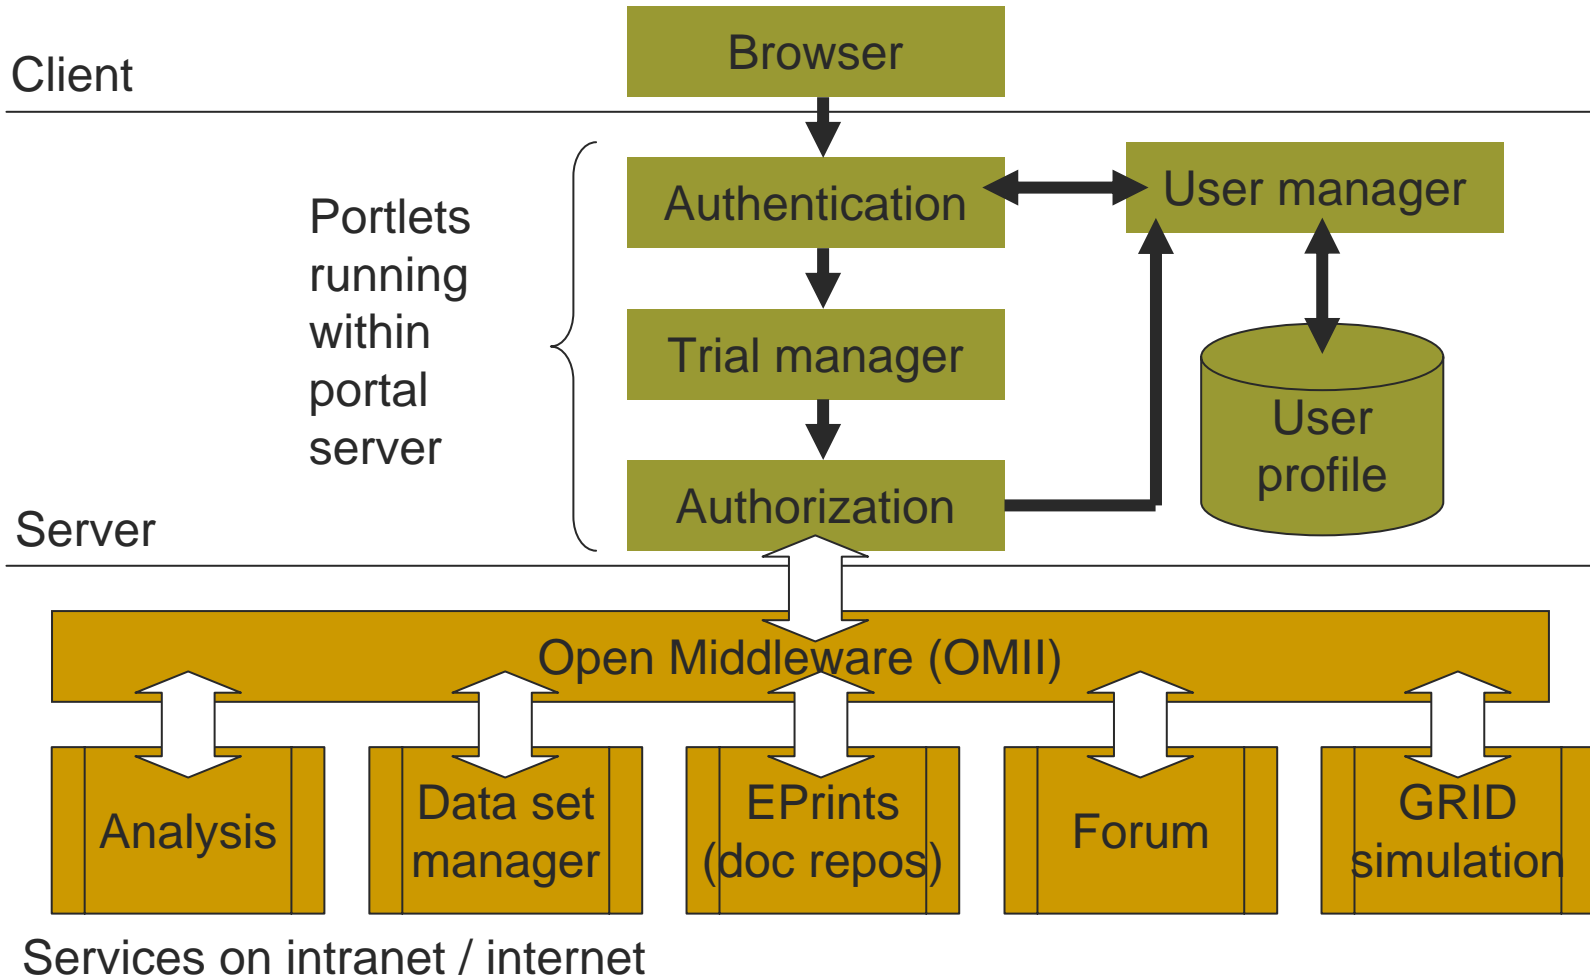 Browser
Client
Authentication
User manager
Portlets
running
within
portal
server
Trial manager
User
profile
Authorization
Server
Open Middleware (OMII)
Analysis
Data set
manager
EPrints
(doc repos)
Forum
GRID
simulation
Services on intranet / internet